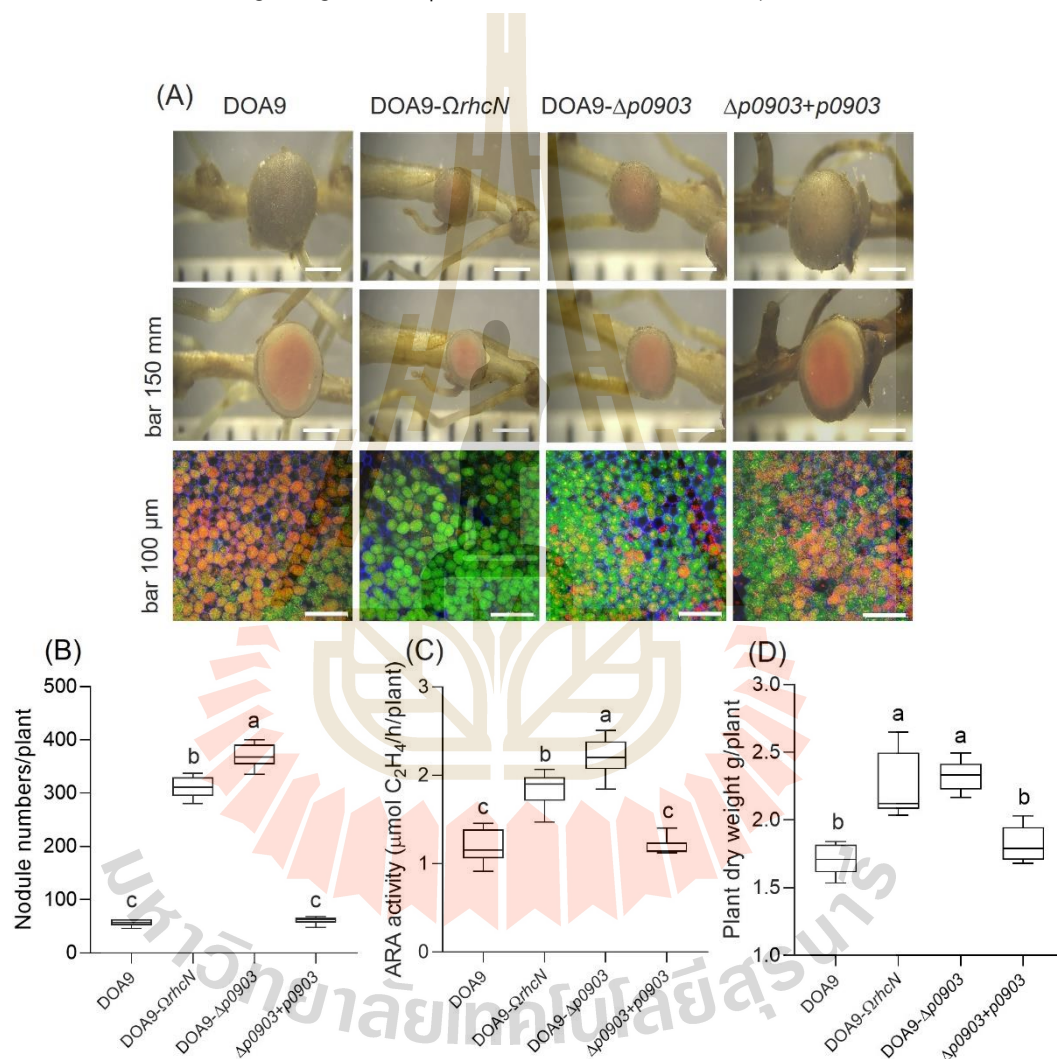 (A)
DOA9 DOA9-ΩrhcN DOA9-Δp0903 Δp0903+p0903
bar 150 mm
bar 100 µm
(B)
Nodule numbers/plant
500
400
300
200
100
0
c
b
a
c
DOA9
DOA9-ΩrhcN
DOA9-Δp0903
Δp0903+p0903
(C)
ARA activity (µmol C₂H₄/h/plant)
3
2
1
0
c
b
a
c
DOA9
DOA9-ΩrhcN
DOA9-Δp0903
Δp0903+p0903
(D)
Plant dry weight g/plant
3.0
2.5
2.0
1.5
1.0
b
a
a
b
DOA9
DOA9-ΩrhcN
DOA9-Δp0903
Δp0903+p0903
มหาวิทยาลัยเทคโนโลยีสุรนารี